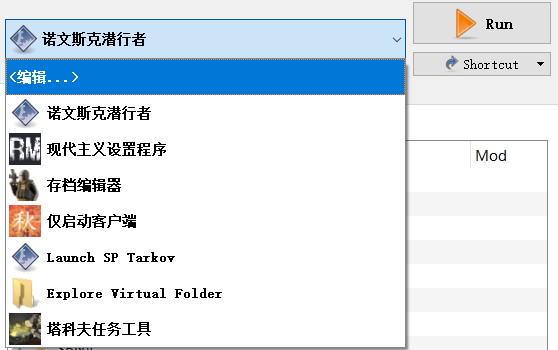 诺文斯克潜行者
Run
Shortcut
<编辑...>
诺文斯克潜行者
现代主义设置程序
Mod
存档编辑器
仅启动客户端
Launch SP Tarkov
Explore Virtual Folder
塔科夫任务工具
RM
秋